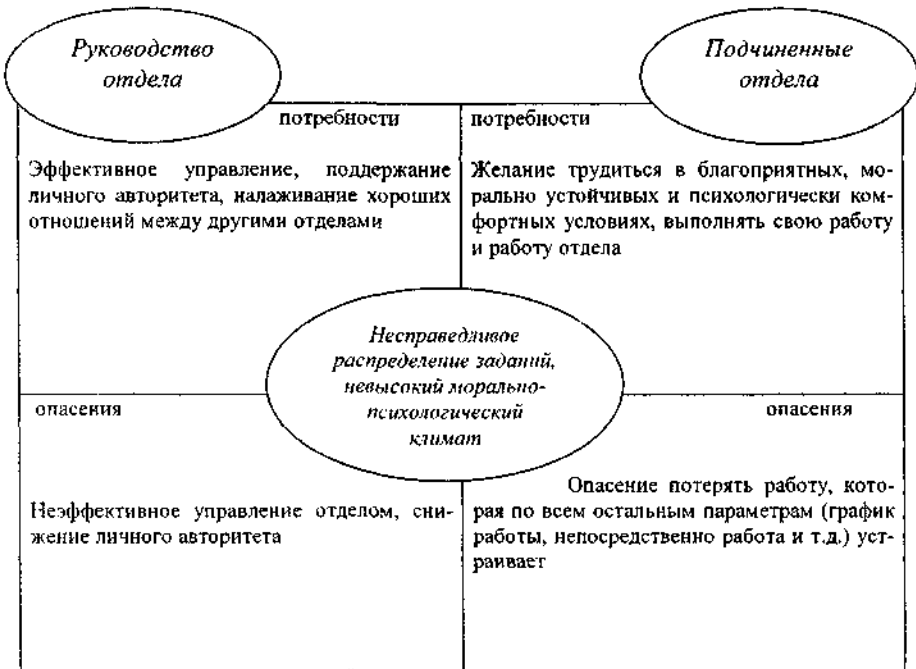 Руководство
отдела
Подчиненные
отдела
потребности
потребности
Эффективное управление, поддержание
личного авторитета, налаживание хороших
отношений между другими отделами
Желание трудиться в благоприятных, мо-
рально устойчивых и психологически ком-
фортных условиях, выполнять свою работу
и работу отдела
Несправедливое
распределение заданий,
невысокий морально-
психологический
климат
опасения
опасения
Неэффективное управление отделом, сни-
жение личного авторитета
Опасение потерять работу, кото-
рая по всем остальным параметрам (график
работы, непосредственно работа и т.д.) уст-
раивает